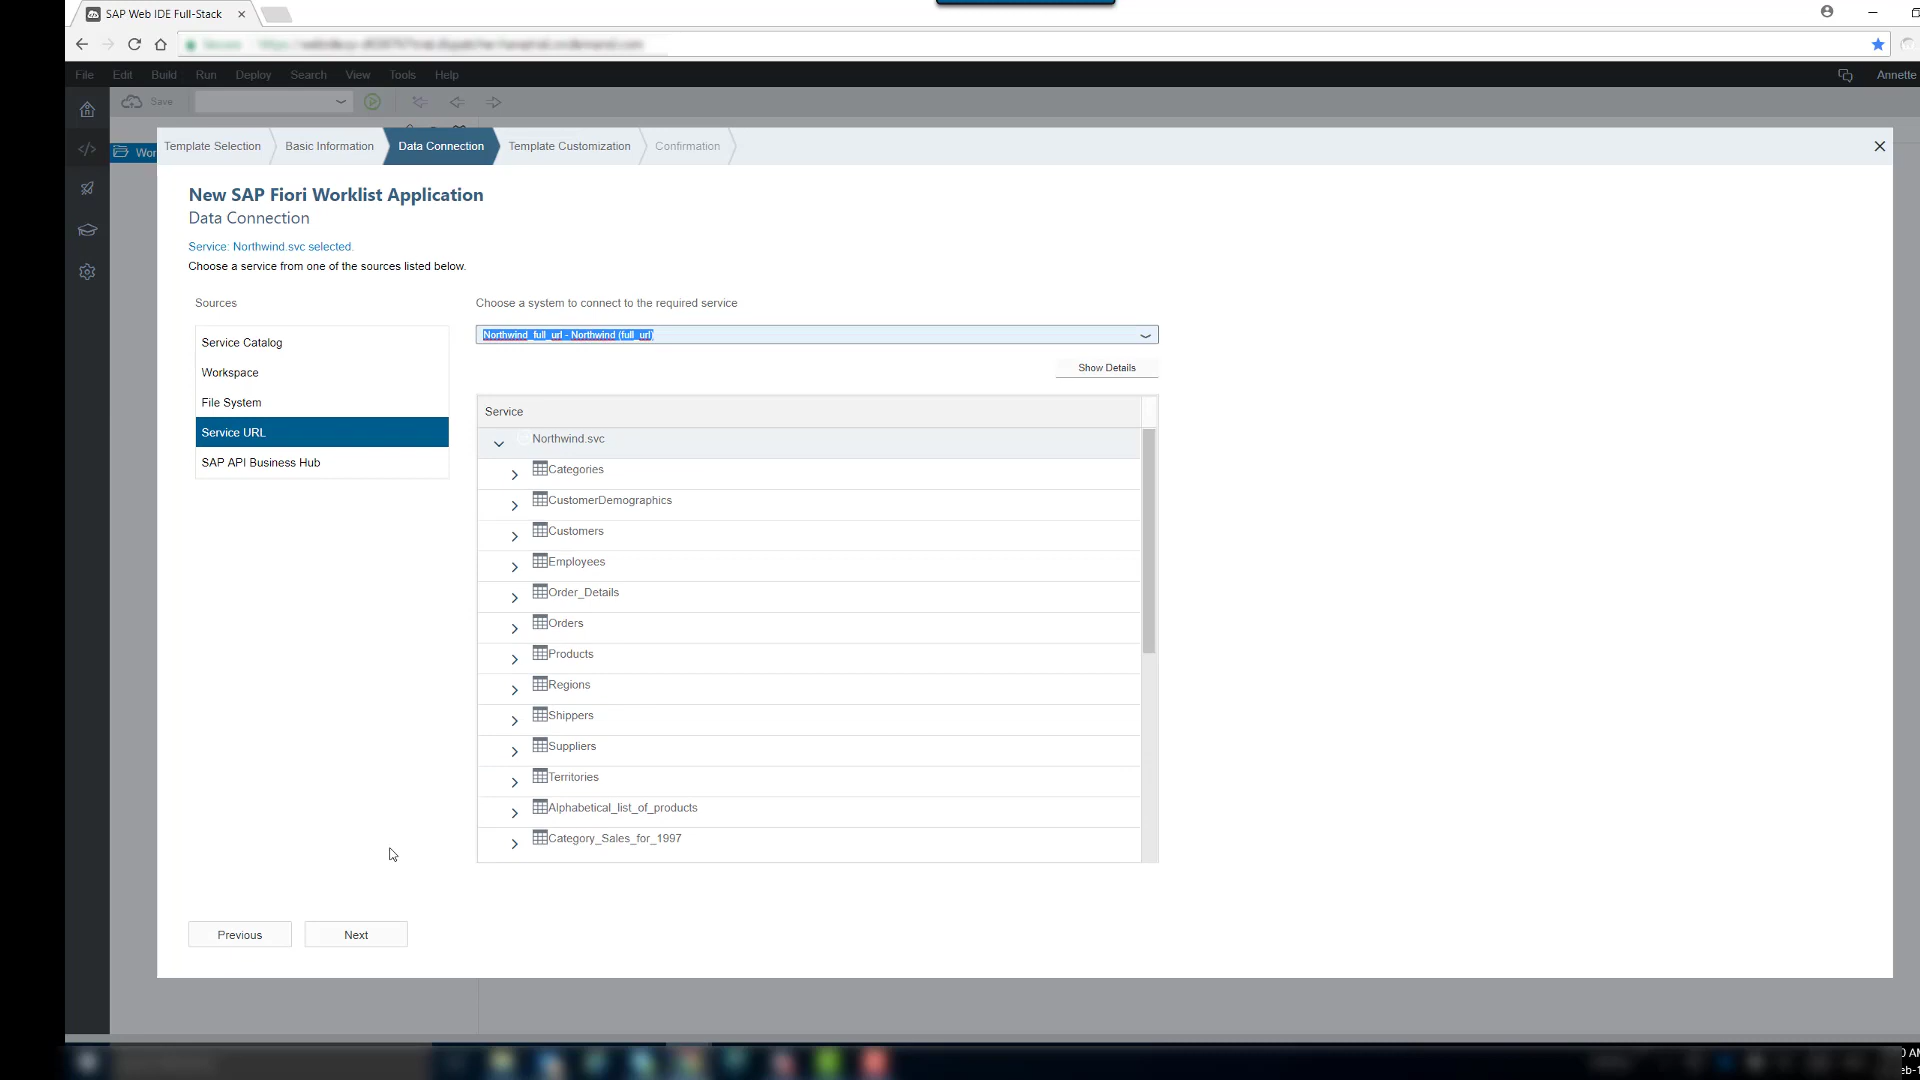 SAP Web IDE Full-Stack
File Edit Build Run Deploy Search View Tools Help
Annette
Save
Wor
Template Selection Basic Information Data Connection Template Customization Confirmation
New SAP Fiori Worklist Application
Data Connection
Service: Northwind.svc selected.
Choose a service from one of the sources listed below.
Sources
Choose a system to connect to the required service
Northwind_full_url - Northwind (full_url)
Service Catalog
Workspace
File System
Service URL
SAP API Business Hub
Show Details
Service
Northwind.svc
Categories
CustomerDemographics
Customers
Employees
Order_Details
Orders
Products
Regions
Shippers
Suppliers
Territories
Alphabetical_list_of_products
Category_Sales_for_1997
Previous Next